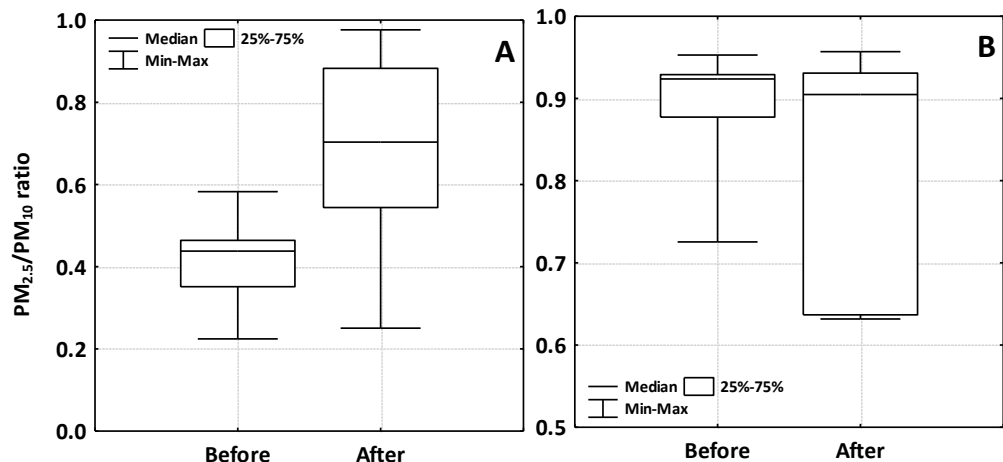 1.0
0.8
0.6
0.4
0.2
0.0
PM2.5/PM10 ratio
Median 25%-75%
Min-Max
A
Before After
1.0
0.9
0.8
0.7
0.6
0.5
B
Median 25%-75%
Min-Max
Before After